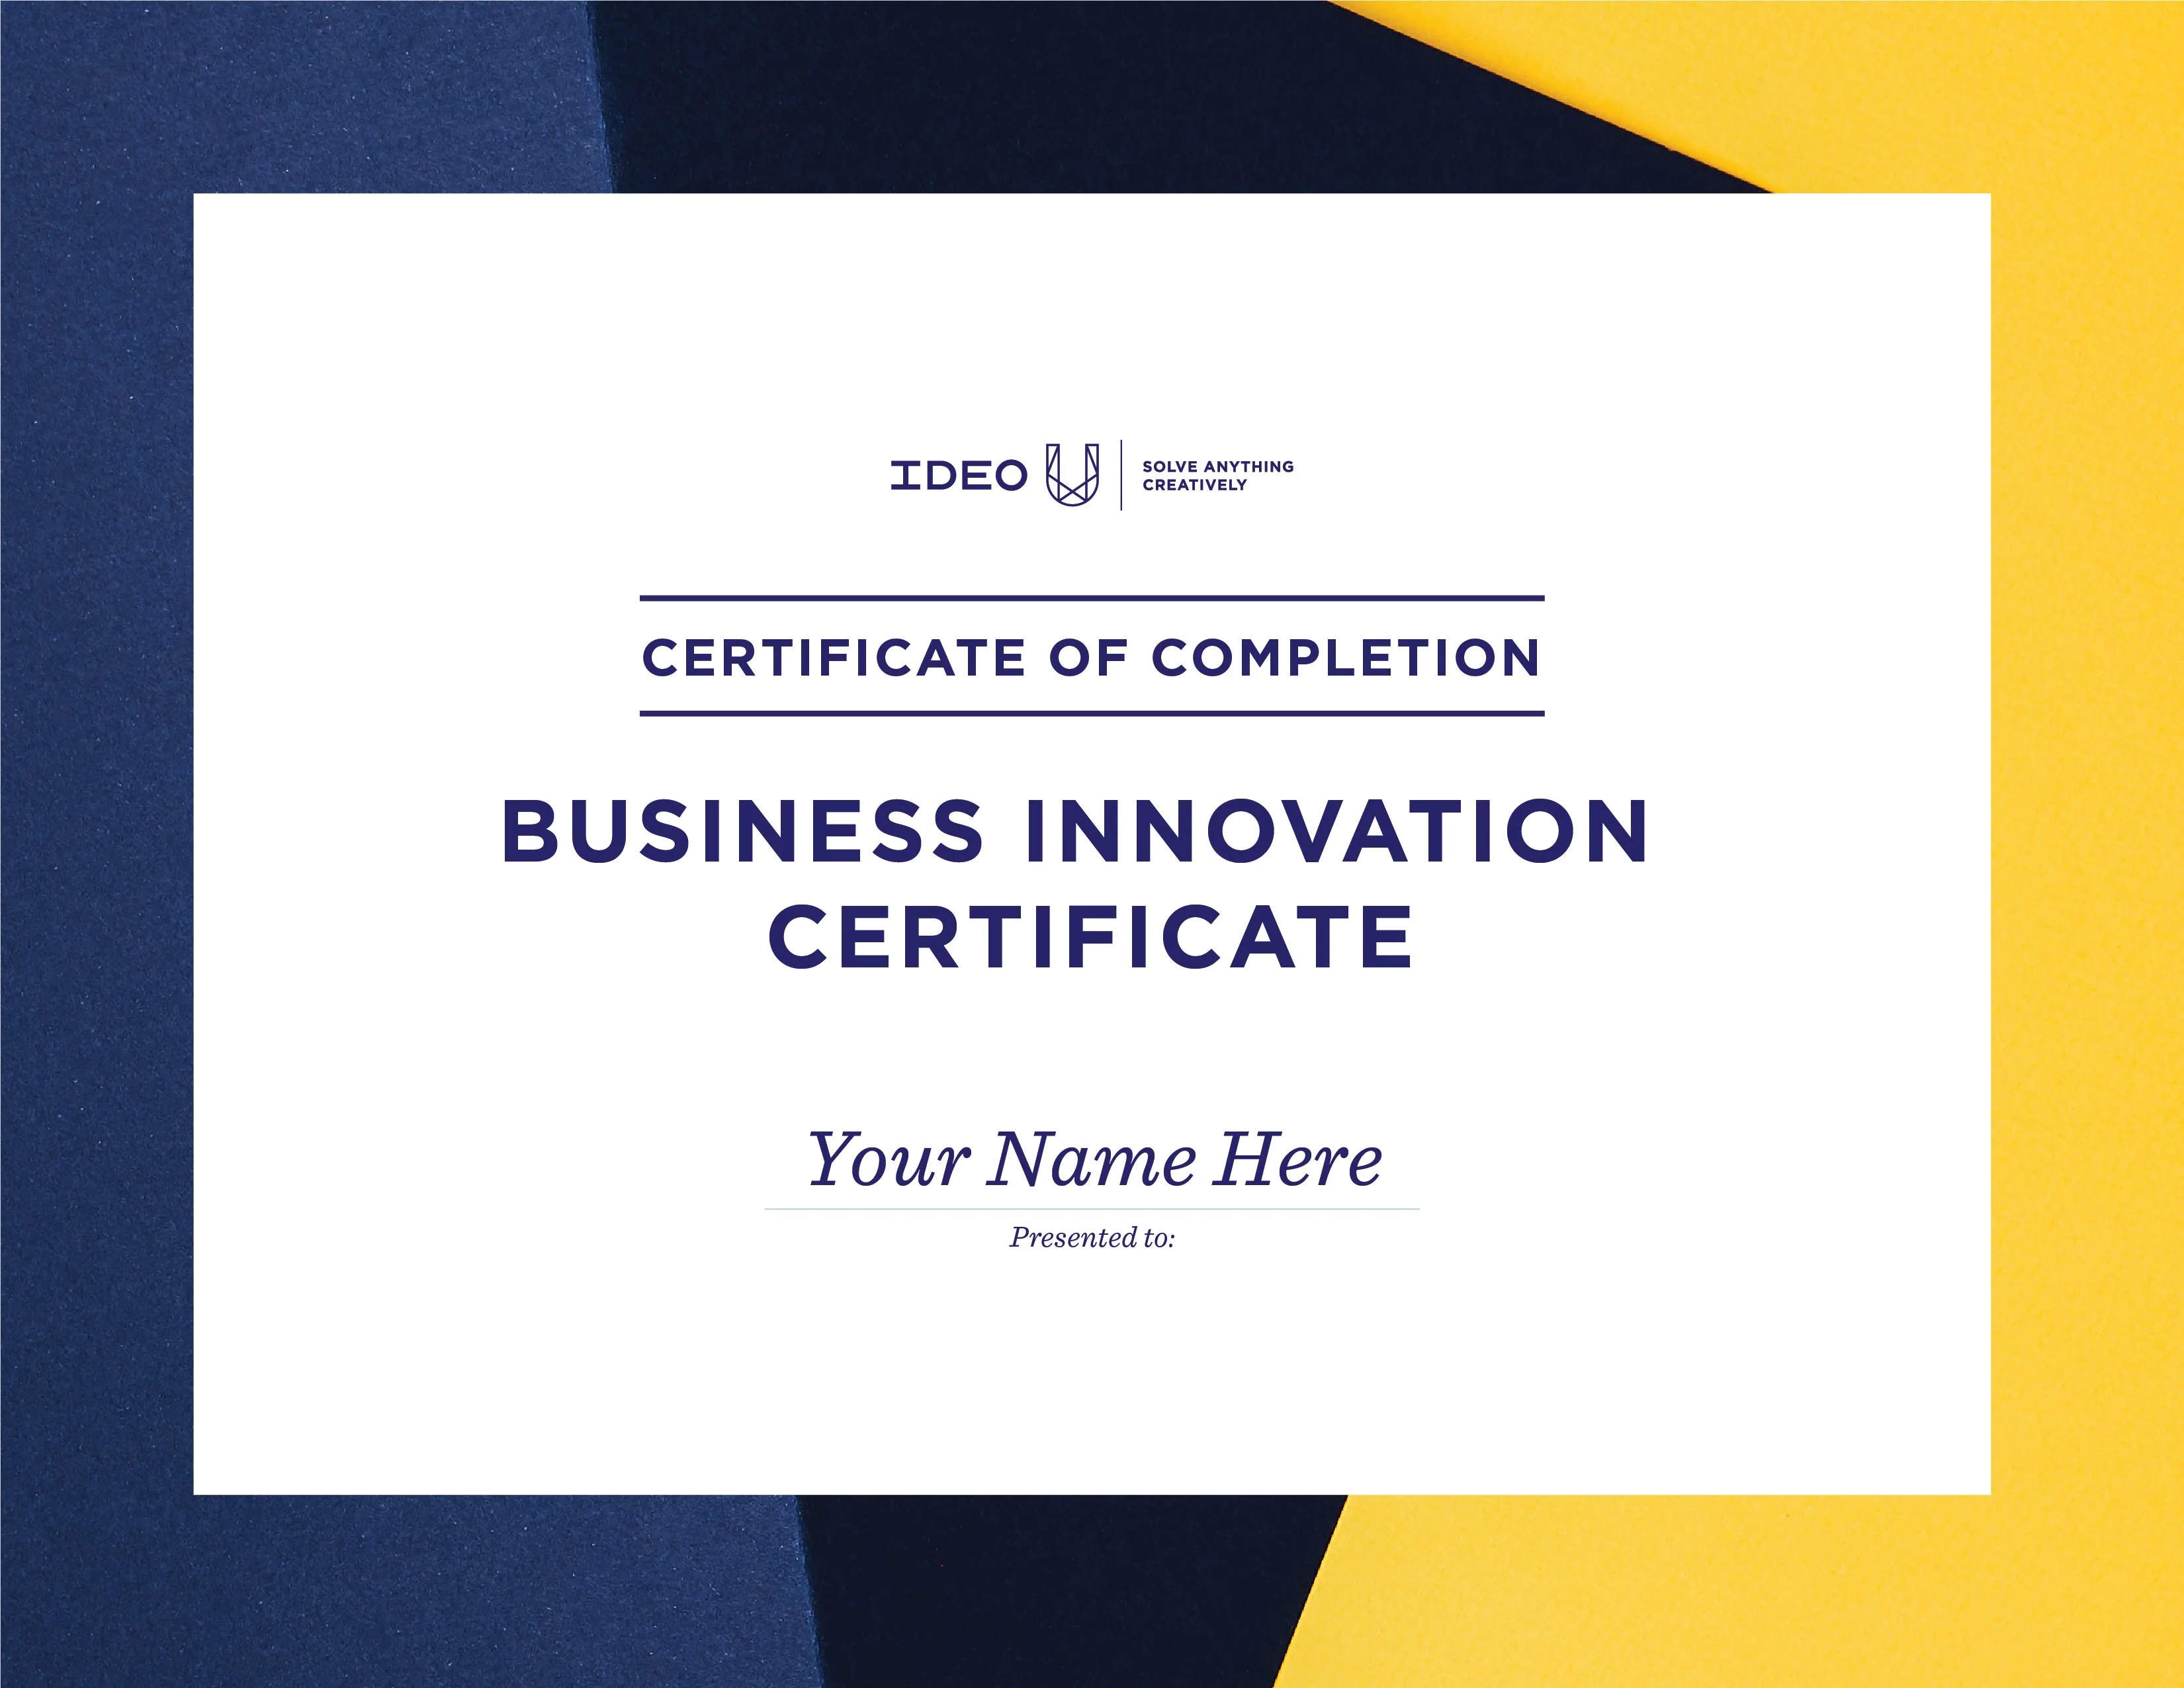 IDEO U
SOLVE ANYTHING
CREATIVELY
CERTIFICATE OF COMPLETION
BUSINESS INNOVATION
CERTIFICATE
Your Name Here
Presented to: